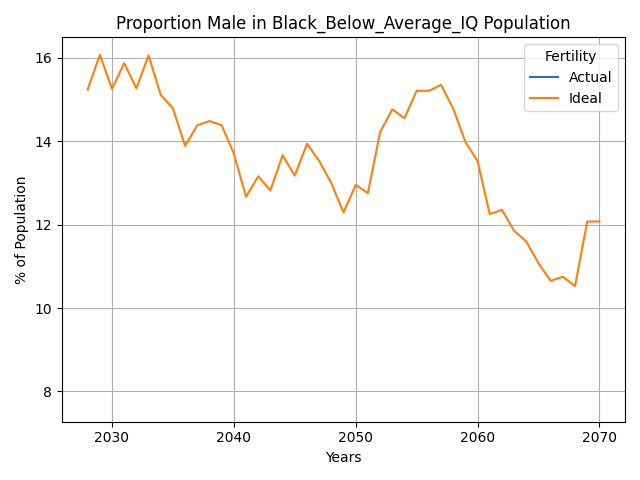 Proportion Male in Black_Below_Average_IQ Population
Fertility
Actual
Ideal
16
14
12
10
8
% of Population
2030 2040 2050 2060 2070
Years